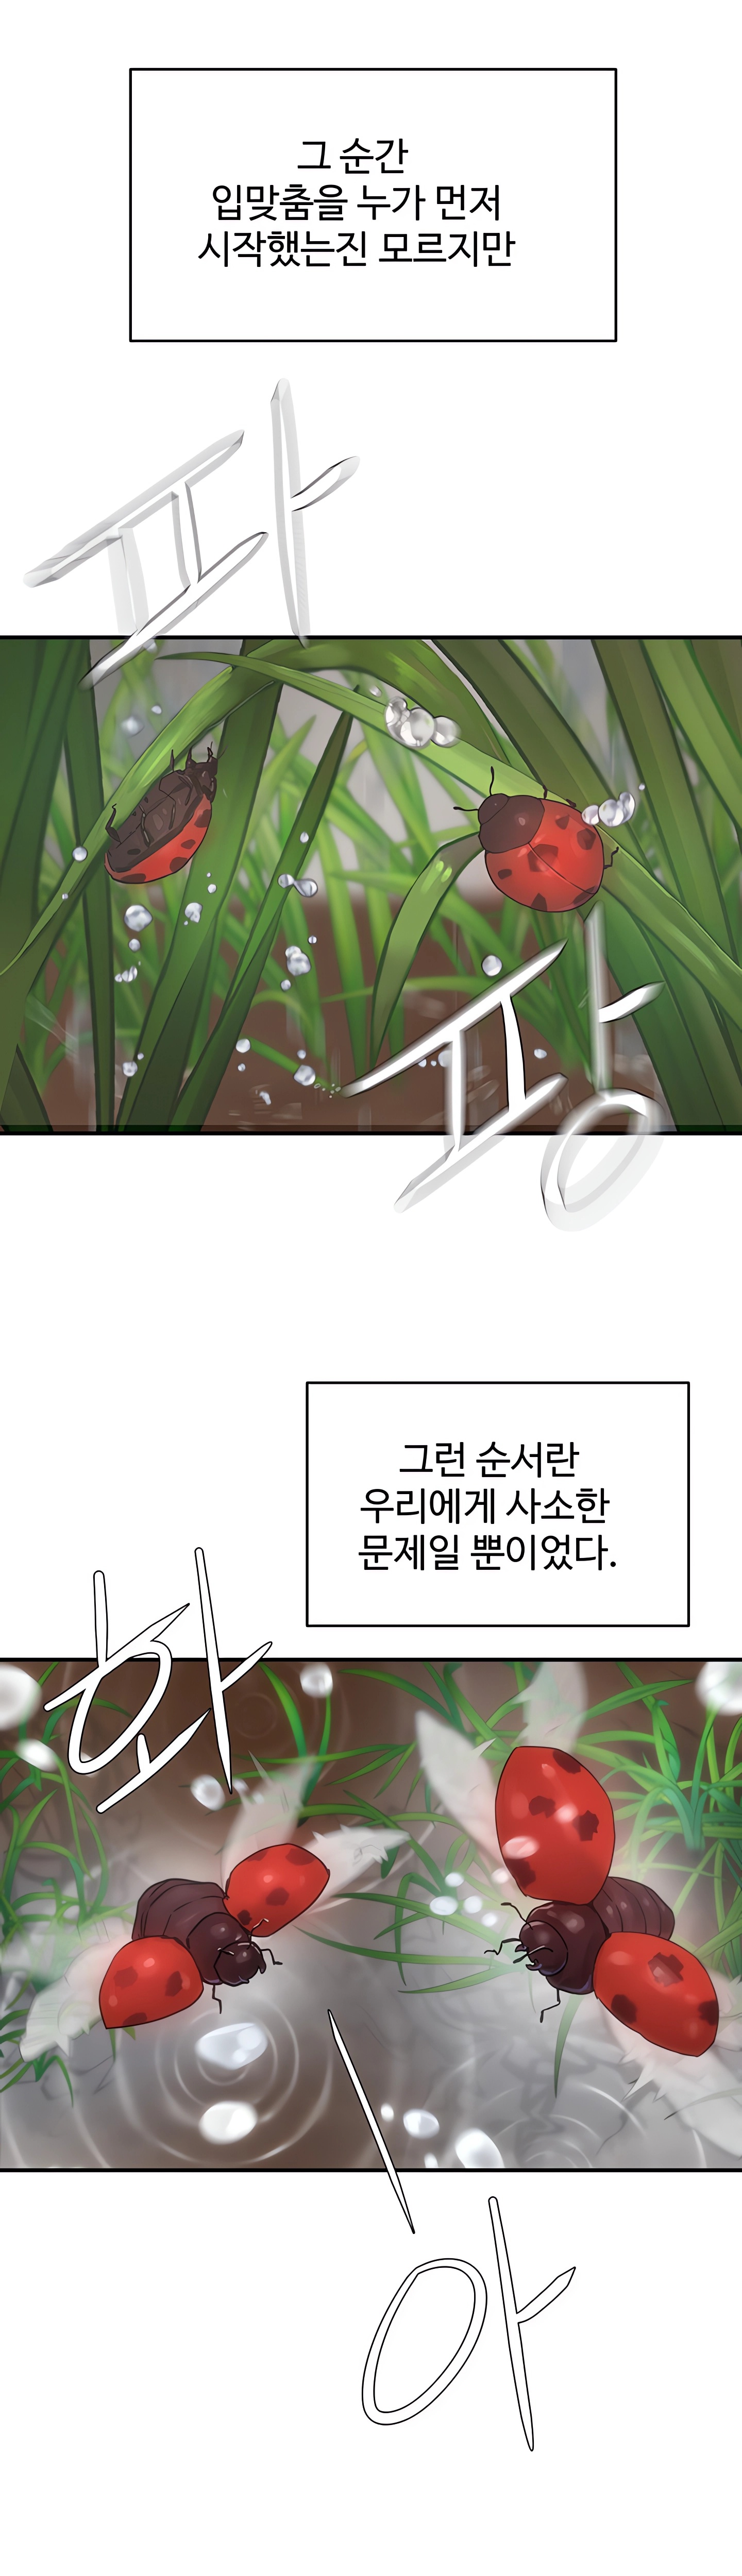 그 순간
입맞춤을 누가 먼저
시작했는진 모르지만
파
팡
그런 순서란
우리에게 사소한
문제일 뿐이었다.
화
아